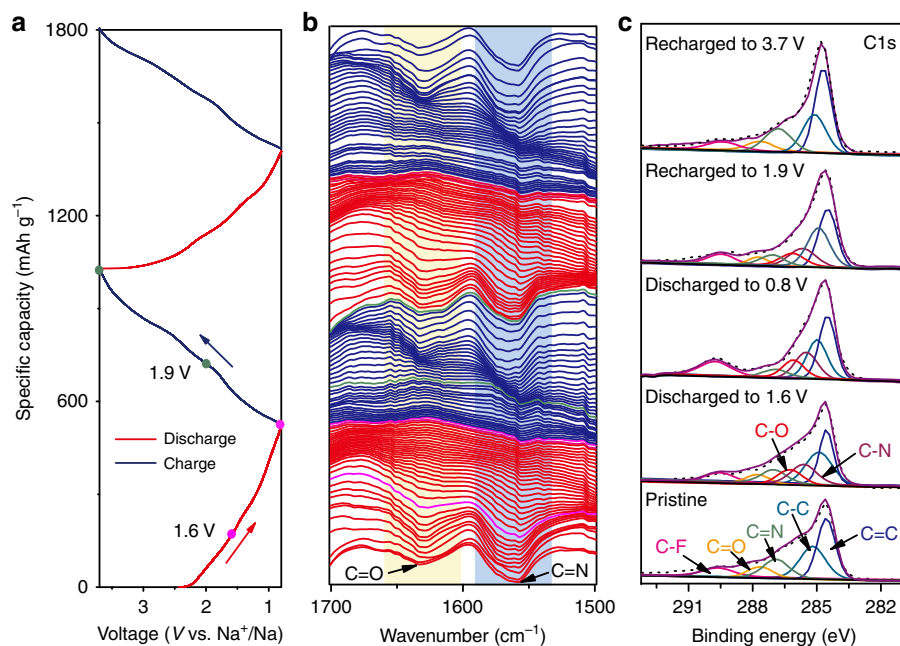 a
1800
1200
600
0
Specific capacity (mAh g⁻¹)
1.9 V
Discharge
Charge
1.6 V
3
2
1
Voltage (V vs. Na⁺/Na)
b
C=O
C=N
1700
1600
1500
Wavenumber (cm⁻¹)
c
Recharged to 3.7 V
C1s
Recharged to 1.9 V
Discharged to 0.8 V
Discharged to 1.6 V
C-O
C-N
Pristine
C-F
C=O
C=N
C-C
C=C
291
288
285
282
Binding energy (eV)